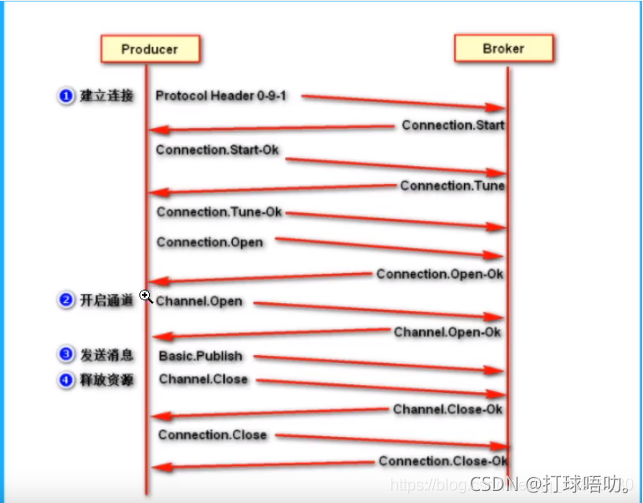 Producer
Broker
1 建立连接
Protocol Header 0-9-1
Connection.Start
Connection.Start-Ok
Connection.Tune
Connection.Tune-Ok
Connection.Open
Connection.Open-Ok
2 开启通道
Channel.Open
Channel.Open-Ok
3 发送消息
Basic.Publish
4 释放资源
Channel.Close
Channel.Close-Ok
Connection.Close
Connection.Close-Ok
https://blog.
CSDN @打球唔叻。